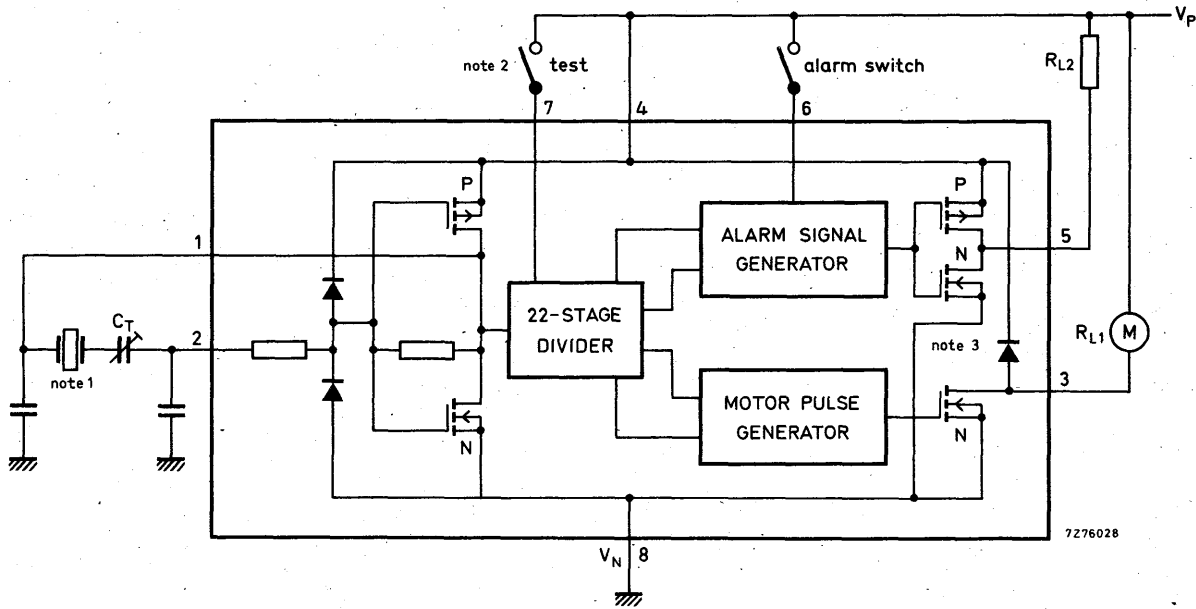 V_P
note 2
test
alarm switch
R_L2
7
4
6
P
P
1
ALARM SIGNAL
GENERATOR
N
5
22-STAGE
DIVIDER
C_T
2
note 1
note 3
R_L1
M
3
MOTOR PULSE
GENERATOR
N
N
7Z76028
V_N
8